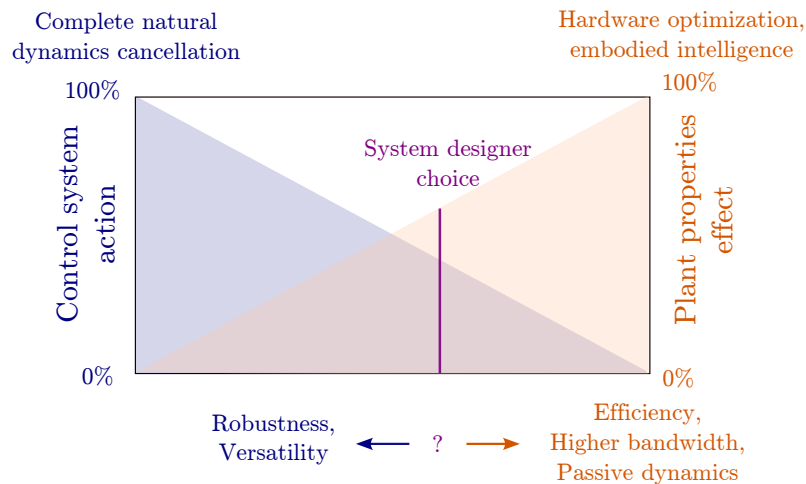 Complete natural
dynamics cancellation
Hardware optimization,
embodied intelligence
100%
100%
Control system
action
System designer
choice
Plant properties
effect
0%
0%
Robustness,
Versatility
?
Efficiency,
Higher bandwidth,
Passive dynamics